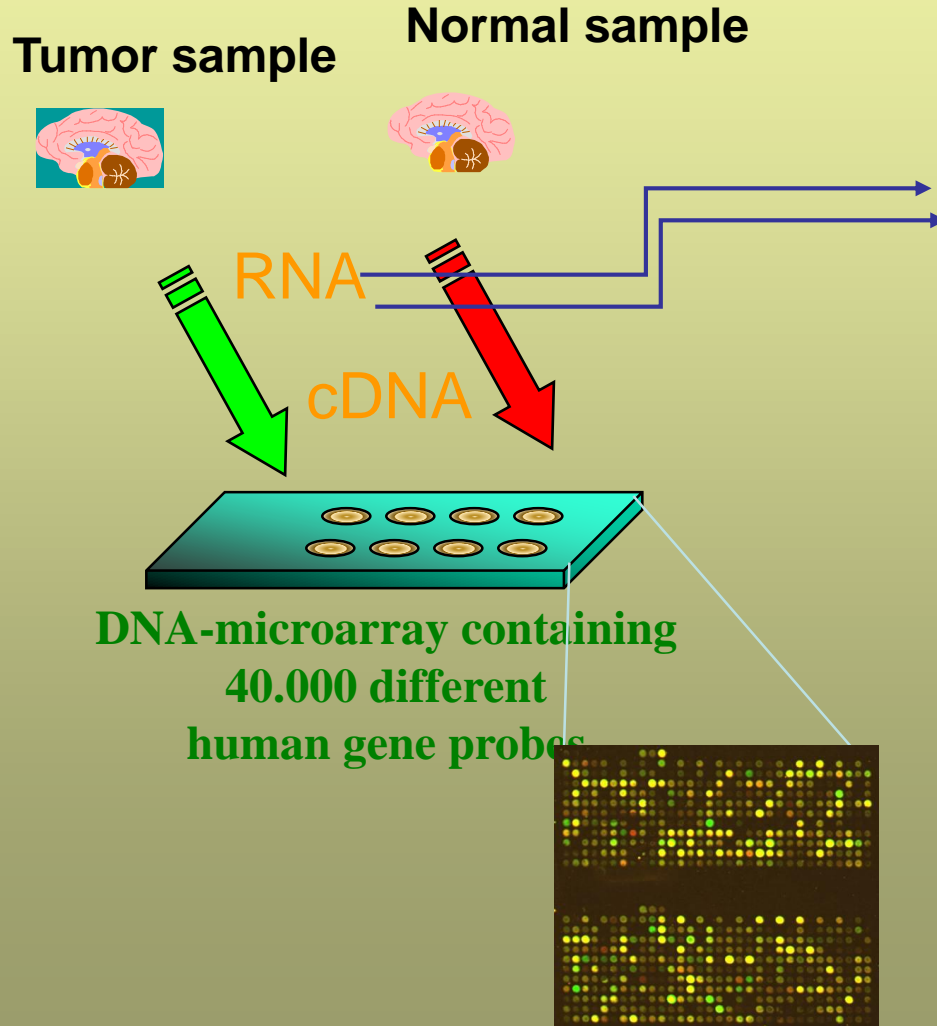 Tumor sample
Normal sample
RNA
cDNA
DNA-microarray containing
40.000 different
human gene probes